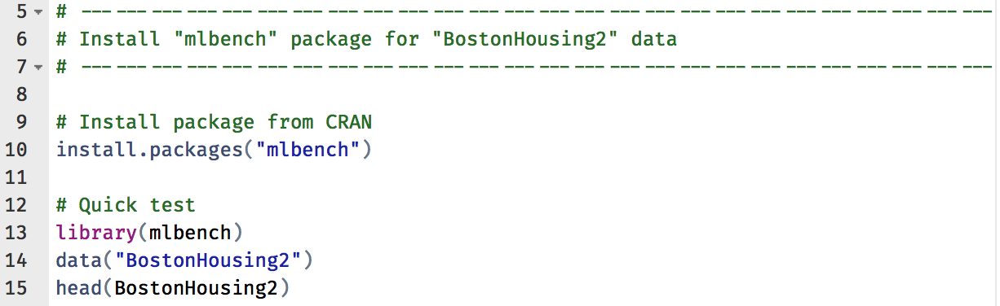 5 # --- --- --- --- --- --- --- --- --- --- --- --- --- --- --- --- --- --- --- --- --- --- --- --- --- ---
6 # Install "mlbench" package for "BostonHousing2" data
7 # --- --- --- --- --- --- --- --- --- --- --- --- --- --- --- --- --- --- --- --- --- --- --- --- --- ---
8
9 # Install package from CRAN
10 install.packages("mlbench")
11
12 # Quick test
13 library(mlbench)
14 data("BostonHousing2")
15 head(BostonHousing2)